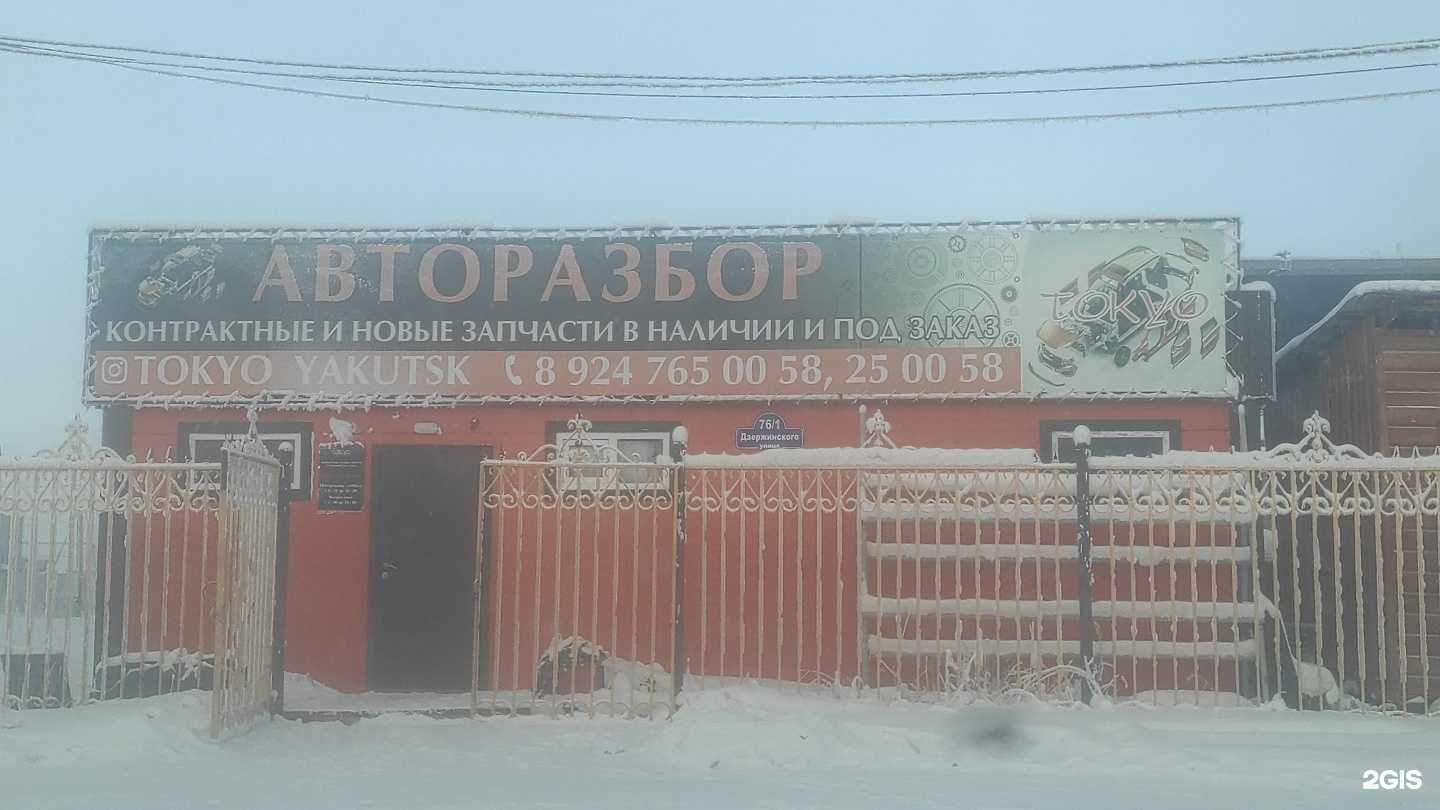 АВТОРАЗБОР
КОНТРАКТНЫЕ И НОВЫЕ ЗАПЧАСТИ В НАЛИЧИИ И ПОД ЗАКАЗ
TOKYO YAKUTSK 8 924 765 00 58, 25 00 58
TOKYO
76/1
Дзержинского
улица
2GIS